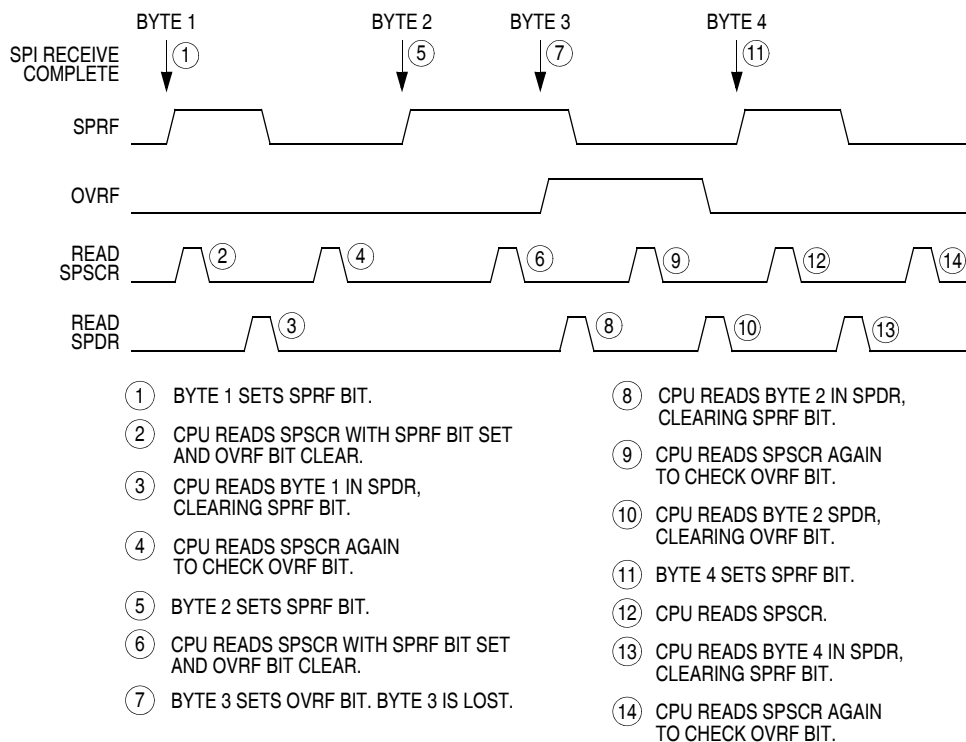 BYTE 1 BYTE 2 BYTE 3 BYTE 4
SPI RECEIVE
COMPLETE
1 5 7 11
SPRF
OVRF
READ
SPSCR
2 4 6 9 12 14
READ
SPDR
3 8 10 13
1 BYTE 1 SETS SPRF BIT.
2 CPU READS SPSCR WITH SPRF BIT SET
AND OVRF BIT CLEAR.
3 CPU READS BYTE 1 IN SPDR,
CLEARING SPRF BIT.
4 CPU READS SPSCR AGAIN
TO CHECK OVRF BIT.
5 BYTE 2 SETS SPRF BIT.
6 CPU READS SPSCR WITH SPRF BIT SET
AND OVRF BIT CLEAR.
7 BYTE 3 SETS OVRF BIT. BYTE 3 IS LOST.
8 CPU READS BYTE 2 IN SPDR,
CLEARING SPRF BIT.
9 CPU READS SPSCR AGAIN
TO CHECK OVRF BIT.
10 CPU READS BYTE 2 SPDR,
CLEARING OVRF BIT.
11 BYTE 4 SETS SPRF BIT.
12 CPU READS SPSCR.
13 CPU READS BYTE 4 IN SPDR,
CLEARING SPRF BIT.
14 CPU READS SPSCR AGAIN
TO CHECK OVRF BIT.